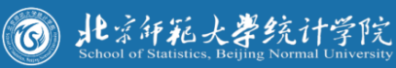 北京师范大学统计学院
School of Statistics, Beijing Normal University